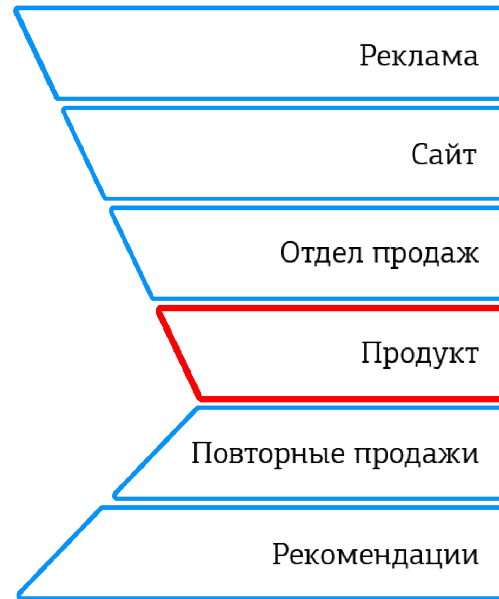 Реклама
Сайт
Отдел продаж
Продукт
Повторные продажи
Рекомендации